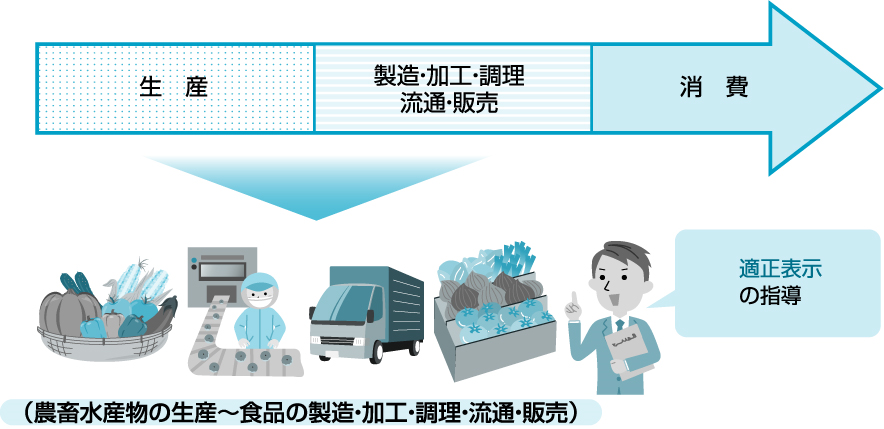 生 産
製造・加工・調理
流通・販売
消 費
適正表示
の指導
（農畜水産物の生産～食品の製造・加工・調理・流通・販売）